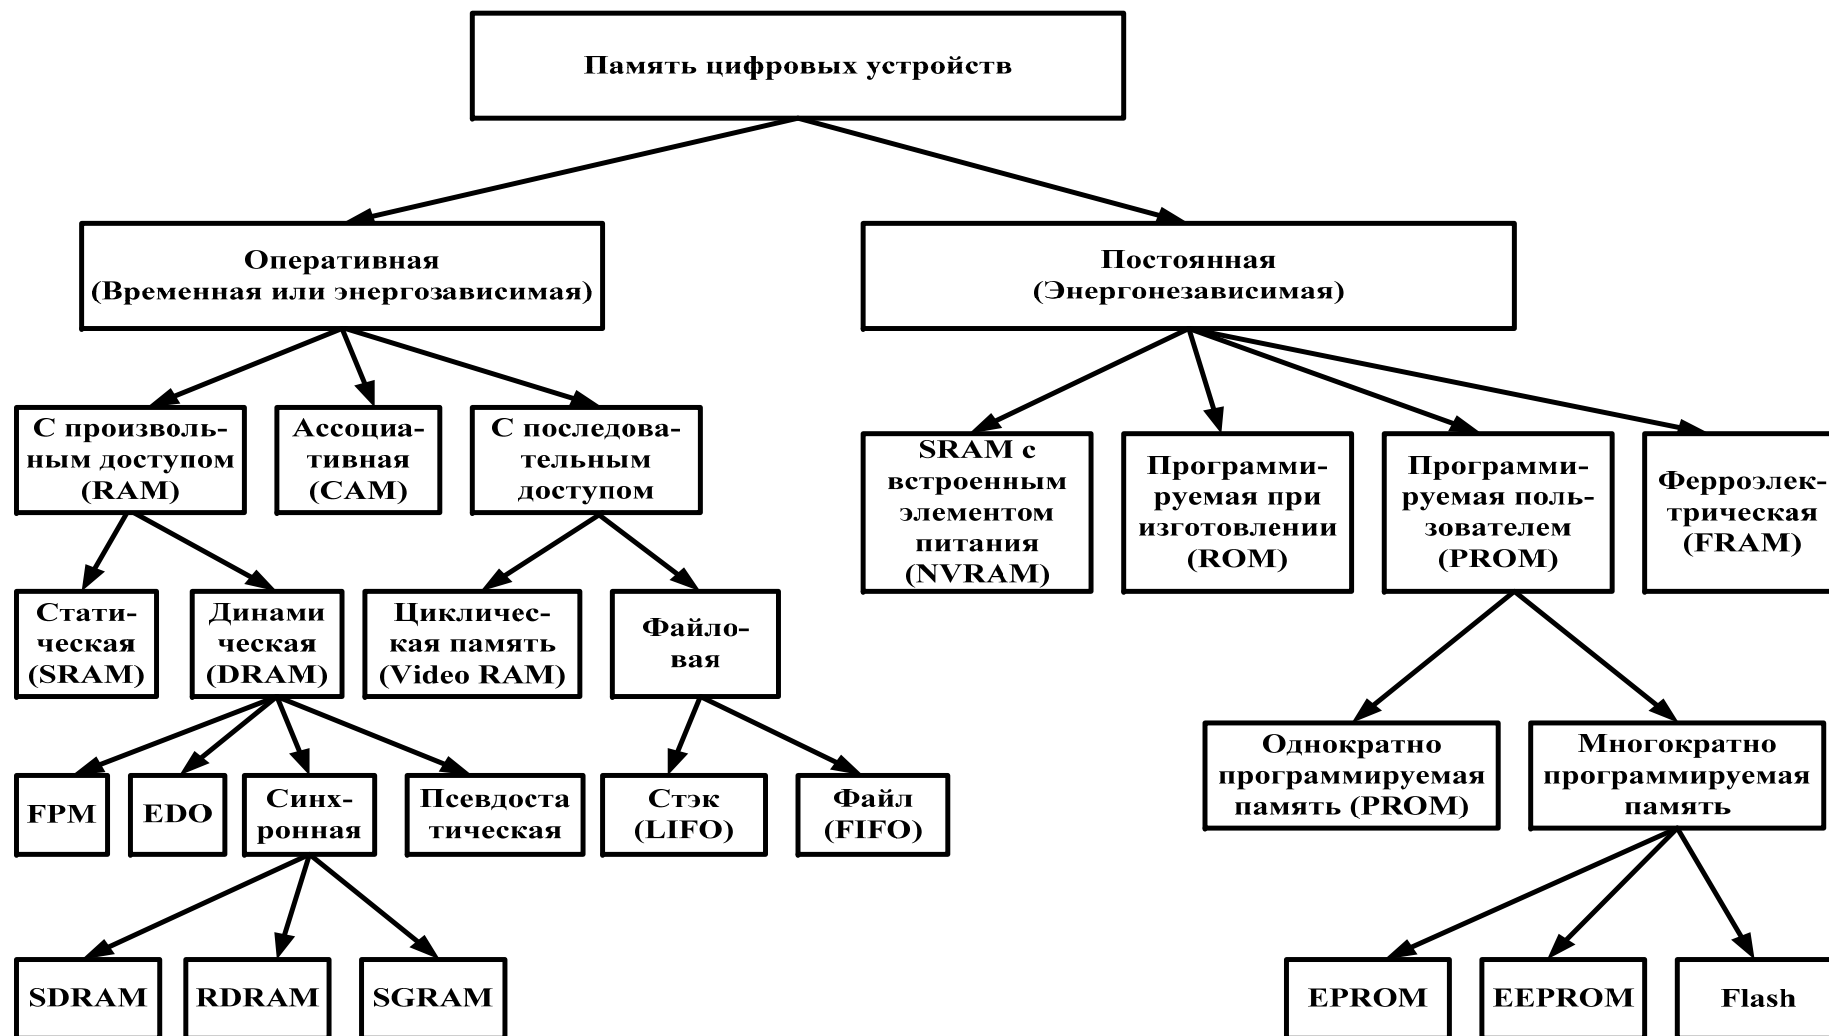 Память цифровых устройств
Оперативная
(Временная или энергозависимая)
Постоянная
(Энергонезависимая)
С произволь-
ным доступом
(RAM)
Ассоциа-
тивная
(CAM)
С последова-
тельным
доступом
SRAM с
встроенным
элементом
питания
(NVRAM)
Программи-
руемая при
изготовлении
(ROM)
Программи-
руемая поль-
зователем
(PROM)
Ферроэлек-
трическая
(FRAM)
Стати-
ческая
(SRAM)
Динами
ческая
(DRAM)
Цикличес-
кая память
(Video RAM)
Файло-
вая
Однократно
программируемая
память (PROM)
Многократно
программируемая
память
FPM
EDO
Синх-
ронная
Псевдоста
тическая
Стэк
(LIFO)
Файл
(FIFO)
SDRAM
RDRAM
SGRAM
EPROM
EEPROM
Flash